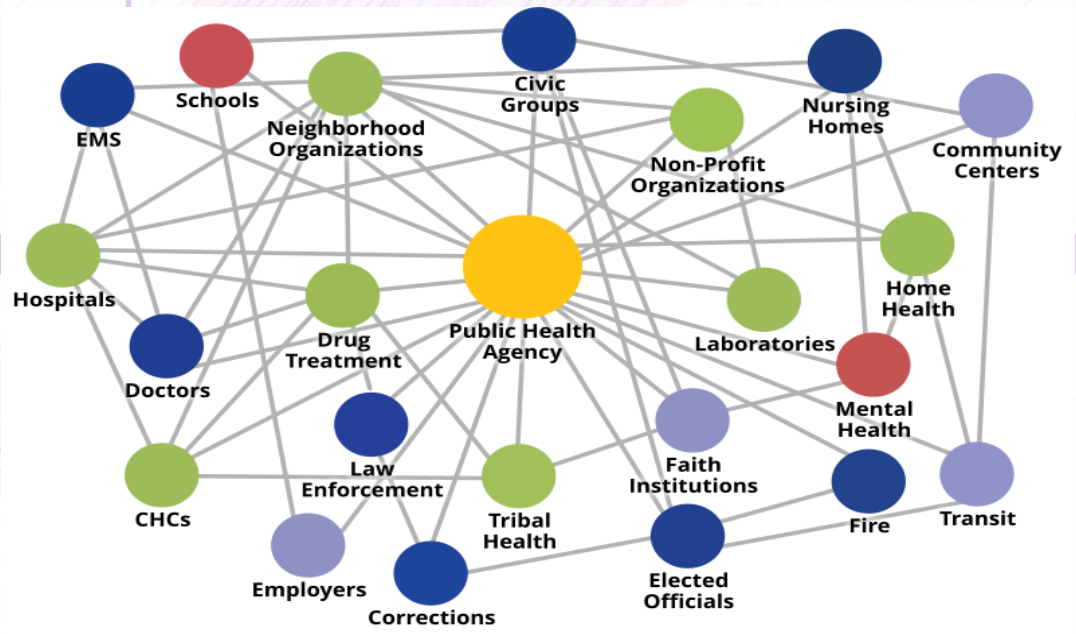 Schools
Civic
Groups
Nursing
Homes
EMS
Neighborhood
Organizations
Non-Profit
Organizations
Community
Centers
Hospitals
Drug
Treatment
Public Health
Agency
Laboratories
Home
Health
Doctors
Law
Enforcement
Faith
Institutions
Mental
Health
CHCs
Tribal
Health
Fire
Transit
Employers
Corrections
Elected
Officials